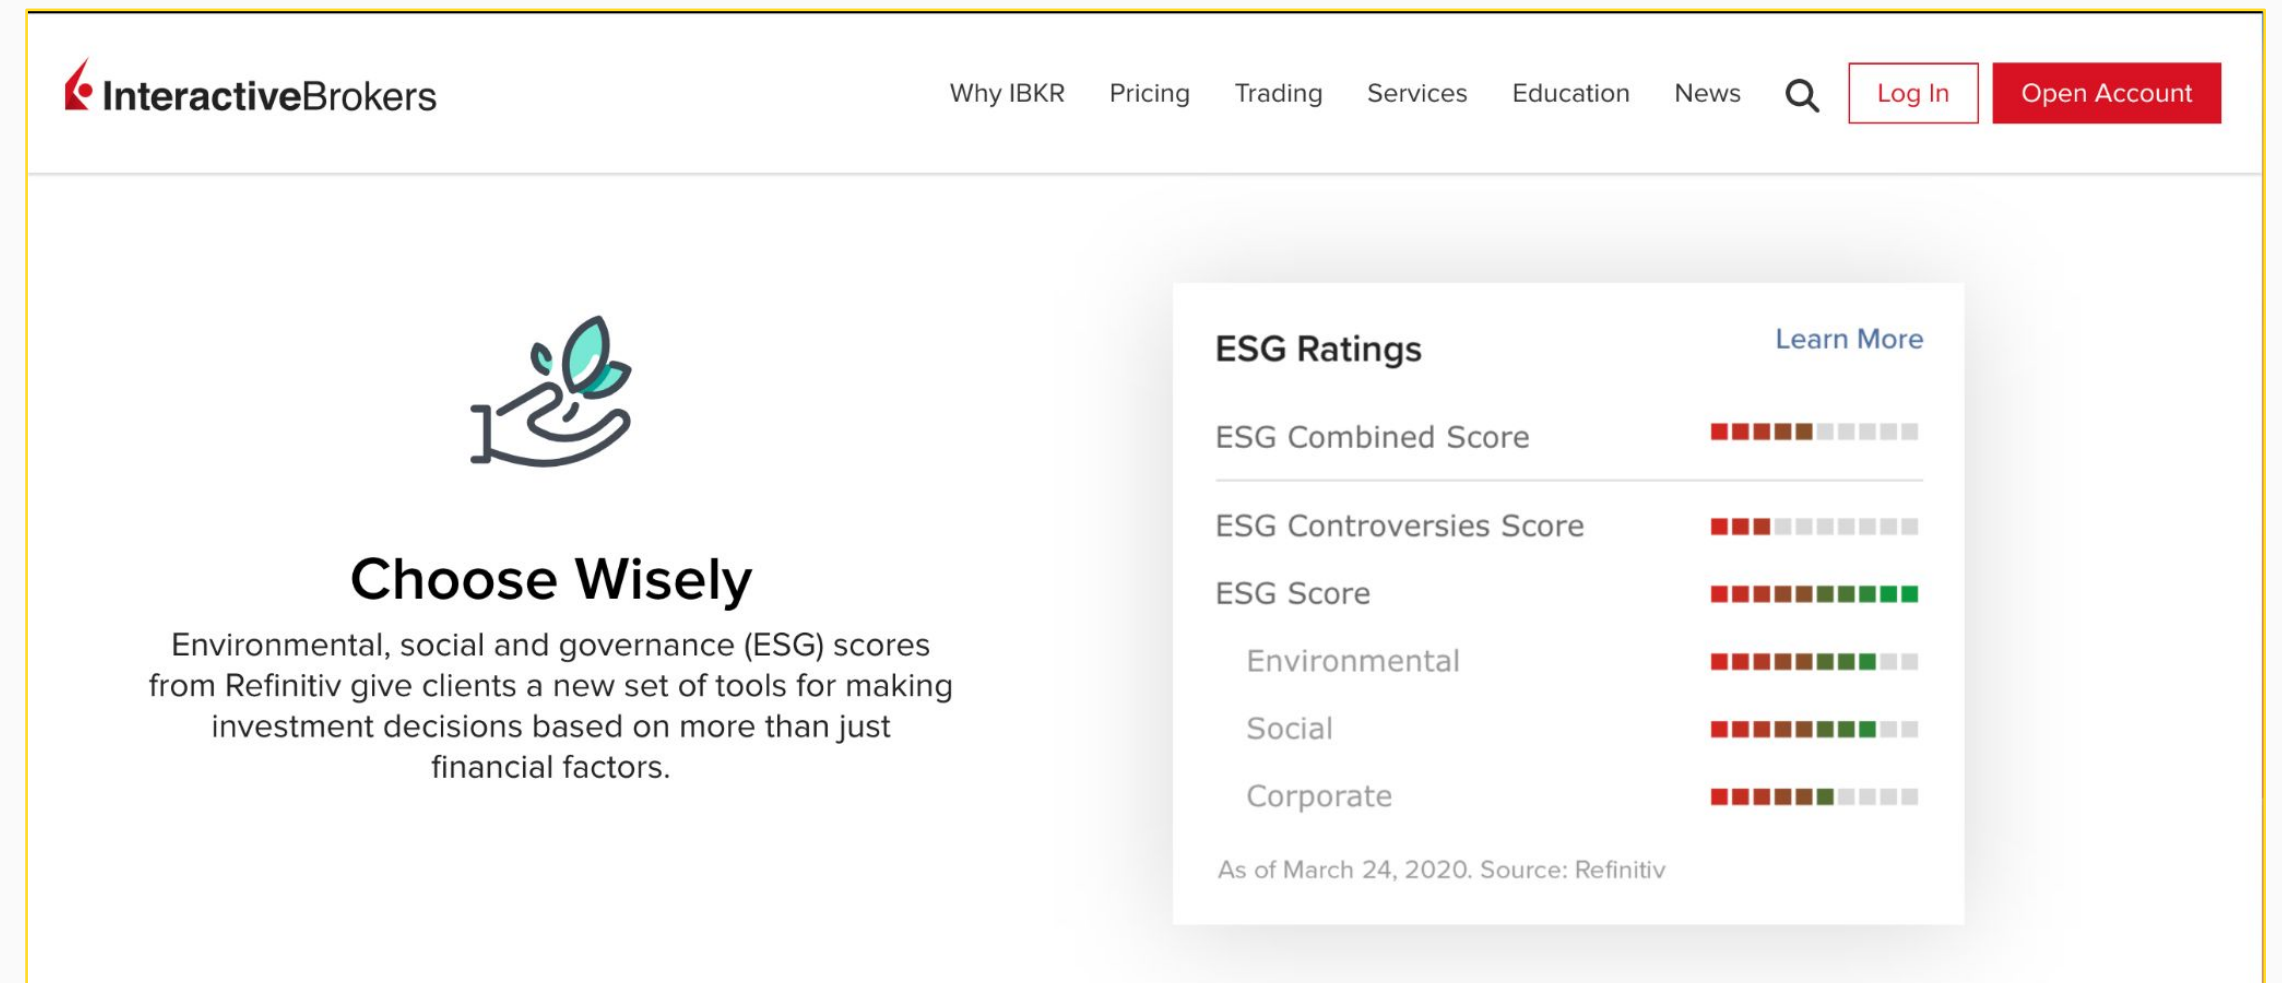 InteractiveBrokers
Why IBKR Pricing Trading Services Education News Log In Open Account
Choose Wisely
Environmental, social and governance (ESG) scores
from Refinitiv give clients a new set of tools for making
investment decisions based on more than just
financial factors.
ESG Ratings Learn More
ESG Combined Score
ESG Controversies Score
ESG Score
Environmental
Social
Corporate
As of March 24, 2020. Source: Refinitiv